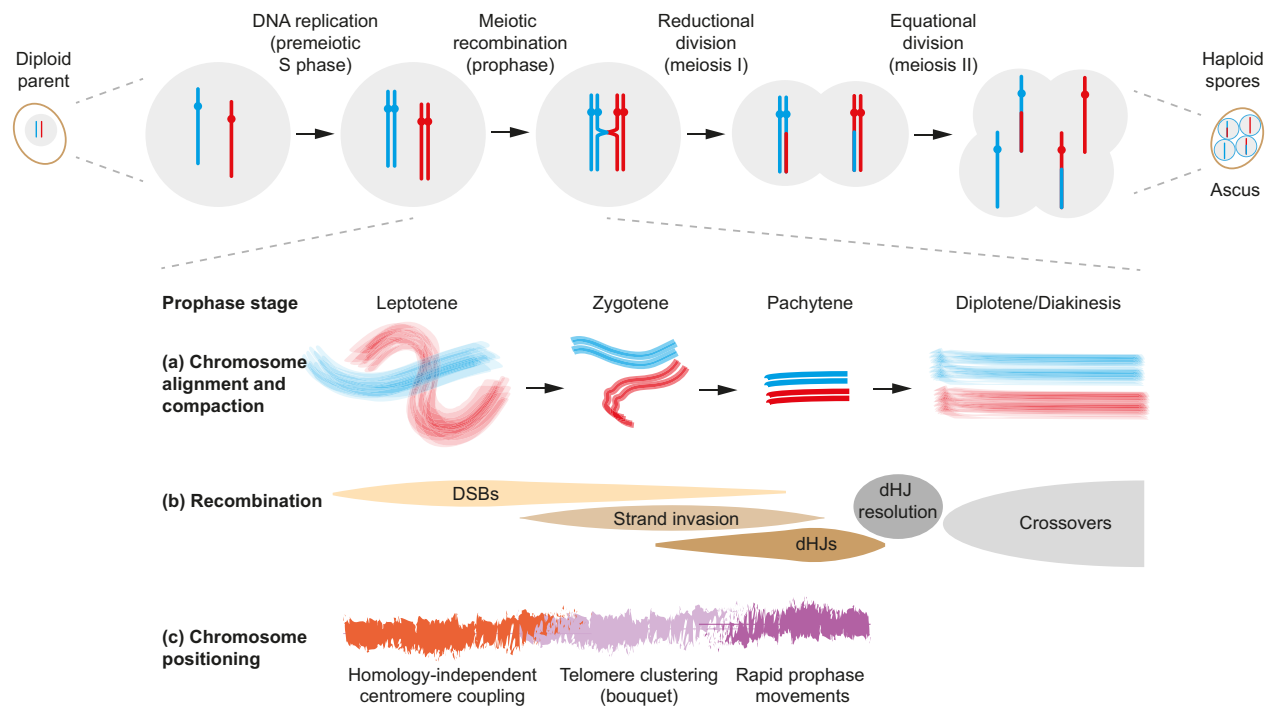 Diploid
parent
DNA replication
(premeiotic
S phase)
Meiotic
recombination
(prophase)
Reductional
division
(meiosis I)
Equational
division
(meiosis II)
Haploid
spores
Ascus
Prophase stage
Leptotene
Zygotene
Pachytene
Diplotene/Diakinesis
(a) Chromosome
alignment and
compaction
(b) Recombination
DSBs
Strand invasion
dHJs
dHJ
resolution
Crossovers
(c) Chromosome
positioning
Homology-independent
centromere coupling
Telomere clustering
(bouquet)
Rapid prophase
movements